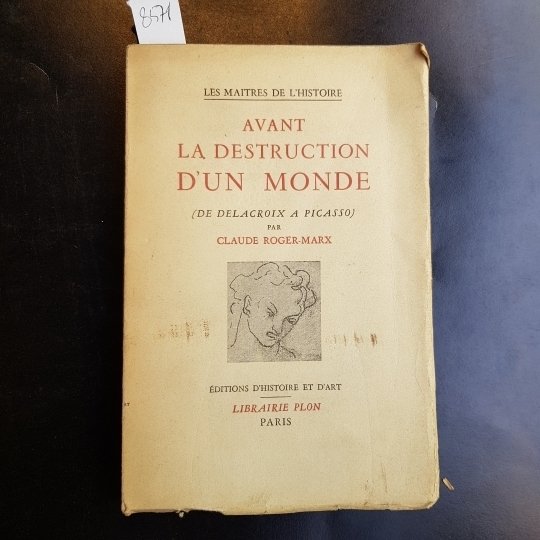 8571
LES MAITRES DE L'HISTOIRE
AVANT
LA DESTRUCTION
D'UN MONDE
(DE DELACROIX A PICASSO)
PAR
CLAUDE ROGER-MARX
ÉDITIONS D'HISTOIRE ET D'ART
LIBRAIRIE PLON
PARIS